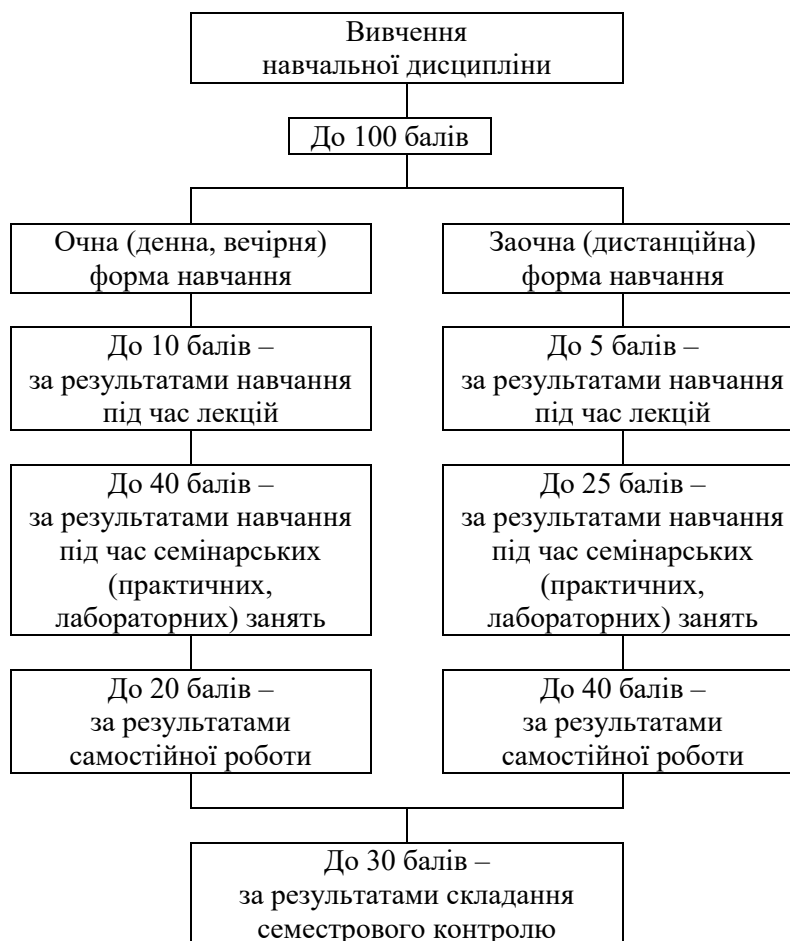 Вивчення
навчальної дисципліни
До 100 балів
Очна (денна, вечірня)
форма навчання
Заочна (дистанційна)
форма навчання
До 10 балів –
за результатами навчання
під час лекцій
До 5 балів –
за результатами навчання
під час лекцій
До 40 балів –
за результатами навчання
під час семінарських
(практичних,
лабораторних) занять
До 25 балів –
за результатами навчання
під час семінарських
(практичних,
лабораторних) занять
До 20 балів –
за результатами
самостійної роботи
До 40 балів –
за результатами
самостійної роботи
До 30 балів –
за результатами складання
семестрового контролю